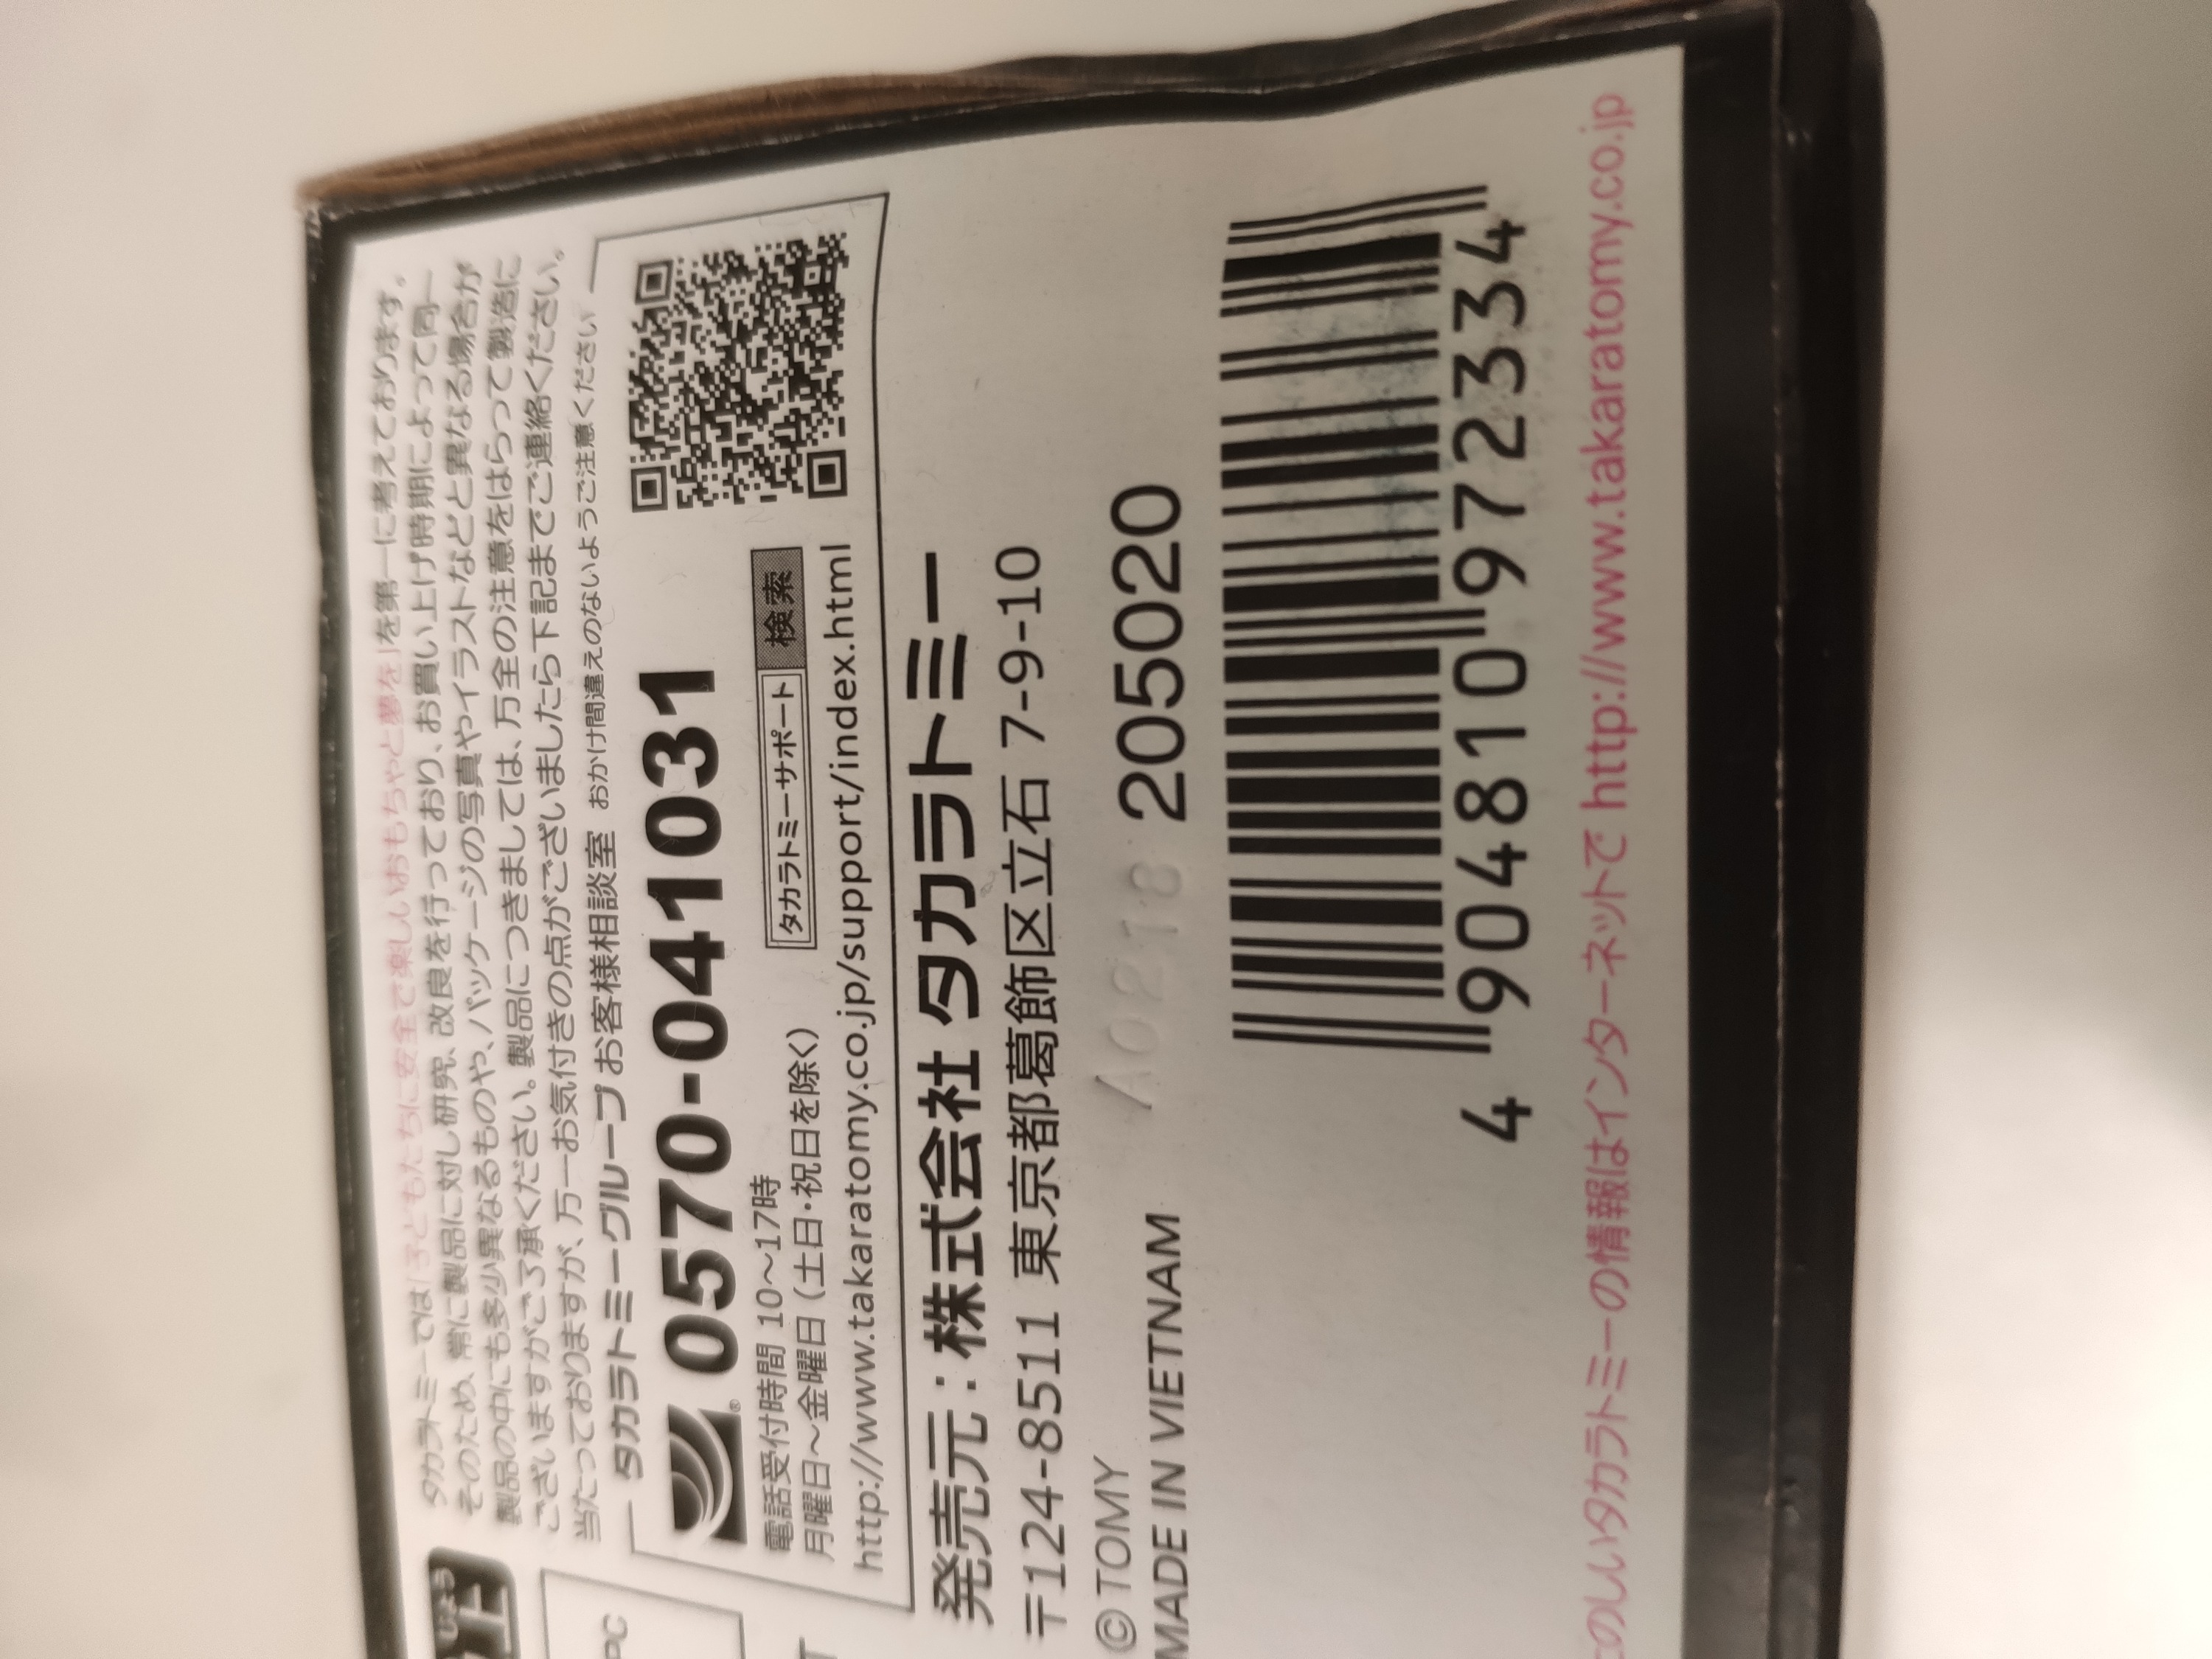 タカラトミーでは「子どもたちに安全で楽しいおもちゃと夢を」を第一に考えております。
そのため、常に製品に対し研究、改良を行っており、お買い上げ時期によって同一
製品の中にも多少異なるものや、パッケージの写真やイラストなどと異なる場合が
ございますがご了承ください。製品につきましては、万全の注意をはらって製造に
当たっておりますが、万一お気付きの点がございましたら下記までご連絡ください。
タカラトミーグループお客様相談室 おかけ間違えのないようご注意ください
0570-041031
電話受付時間 10～17時
月曜日～金曜日（土日・祝日を除く）
タカラトミーサポート 検索
http://www.takaratomy.co.jp/support/index.html
発売元：株式会社 タカラトミー
〒124-8511 東京都葛飾区立石 7-9-10
© TOMY
MADE IN VIETNAM
A0218 205020
4 904810 972334
のしいタカラトミーの情報はインターネットで http://www.takaratomy.co.jp
上
PC
T